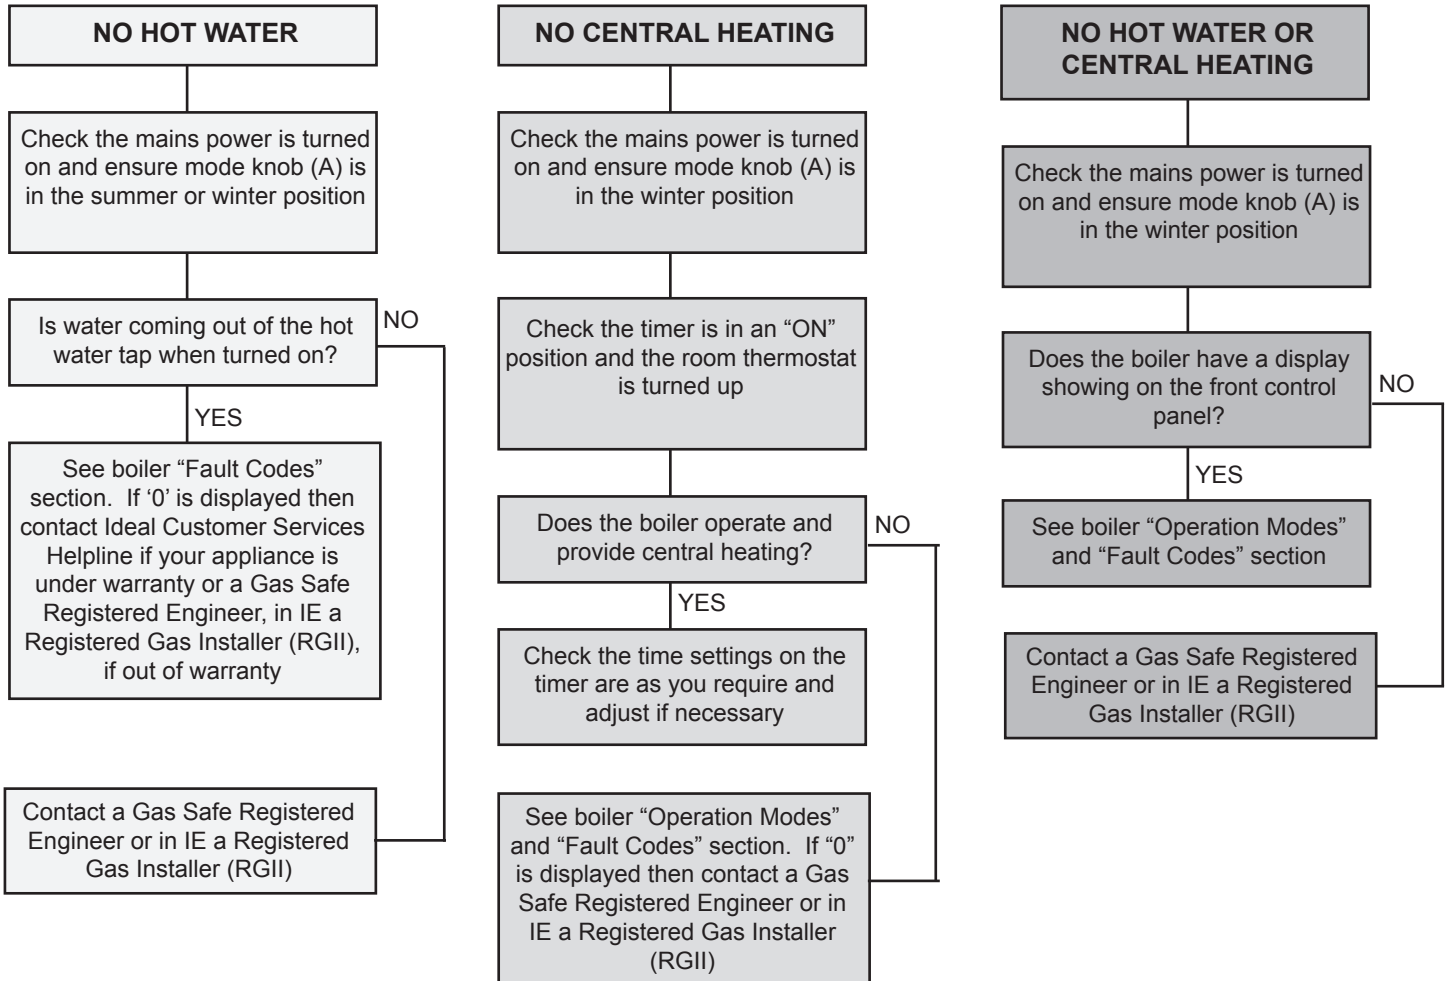 NO HOT WATER
Check the mains power is turned
on and ensure mode knob (A) is
in the summer or winter position
Is water coming out of the hot
water tap when turned on?
NO
YES
See boiler “Fault Codes”
section.  If ‘0’ is displayed then
contact Ideal Customer Services
Helpline if your appliance is
under warranty or a Gas Safe
Registered Engineer, in IE a
Registered Gas Installer (RGII),
if out of warranty
Contact a Gas Safe Registered
Engineer or in IE a Registered
Gas Installer (RGII)
NO CENTRAL HEATING
Check the mains power is turned
on and ensure mode knob (A) is
in the winter position
Check the timer is in an “ON”
position and the room thermostat
is turned up
Does the boiler operate and
provide central heating?
NO
YES
Check the time settings on the
timer are as you require and
adjust if necessary
See boiler “Operation Modes”
and “Fault Codes” section.  If “0”
is displayed then contact a Gas
Safe Registered Engineer or in
IE a Registered Gas Installer
(RGII)
NO HOT WATER OR
CENTRAL HEATING
Check the mains power is turned
on and ensure mode knob (A) is
in the winter position
Does the boiler have a display
showing on the front control
panel?
NO
YES
See boiler “Operation Modes”
and “Fault Codes” section
Contact a Gas Safe Registered
Engineer or in IE a Registered
Gas Installer (RGII)